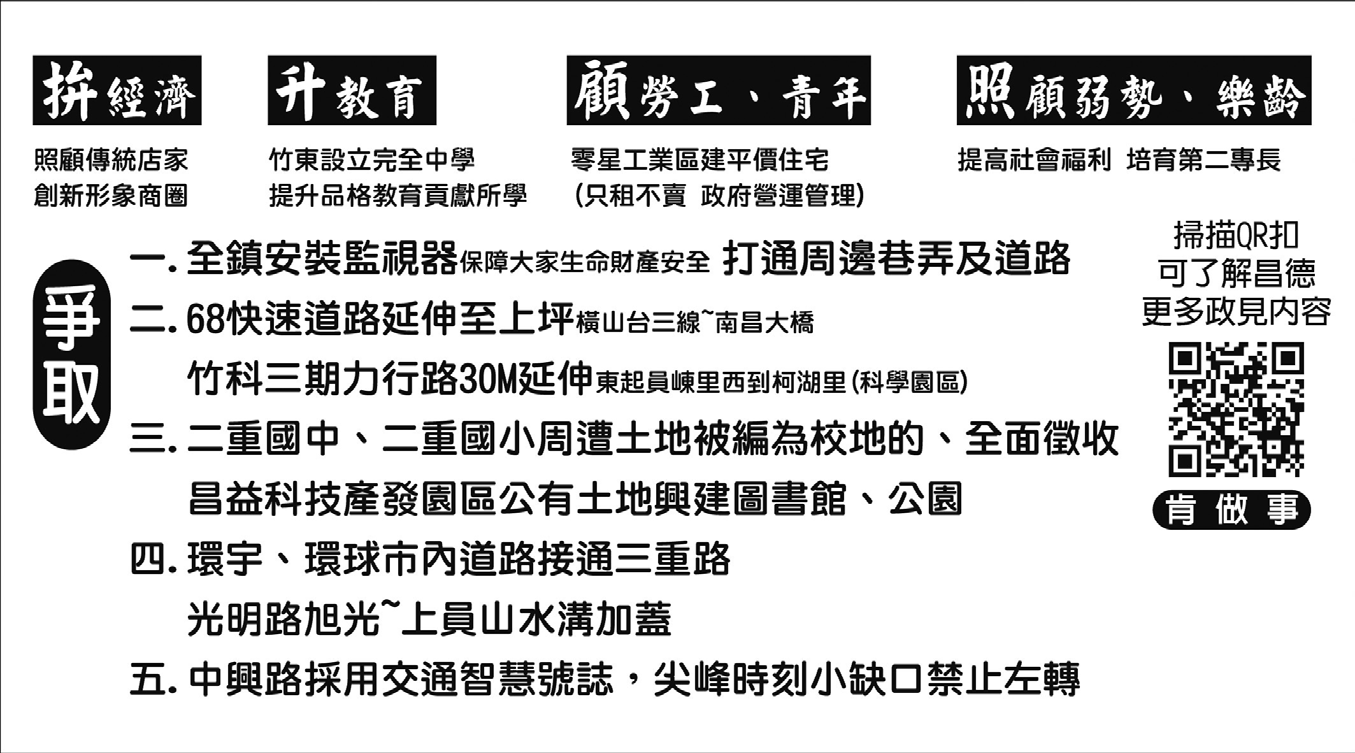 拚經濟
照顧傳統店家
創新形象商圈
升教育
竹東設立完全中學
提升品格教育貢獻所學
顧勞工、青年
零星工業區建平價住宅
(只租不賣 政府營運管理)
照顧弱勢、樂齡
提高社會福利 培育第二專長
爭取
一. 全鎮安裝監視器保障大家生命財產安全 打通周邊巷弄及道路
二. 68快速道路延伸至上坪橫山台三線~南昌大橋
竹科三期力行路30M延伸東起員崠里西到柯湖里(科學園區)
三. 二重國中、二重國小周遭土地被編為校地的、全面徵收
昌益科技產發園區公有土地興建圖書館、公園
四. 環宇、環球市內道路接通三重路
光明路旭光~上員山水溝加蓋
五. 中興路採用交通智慧號誌，尖峰時刻小缺口禁止左轉
掃描QR扣
可了解昌德
更多政見內容
肯做事